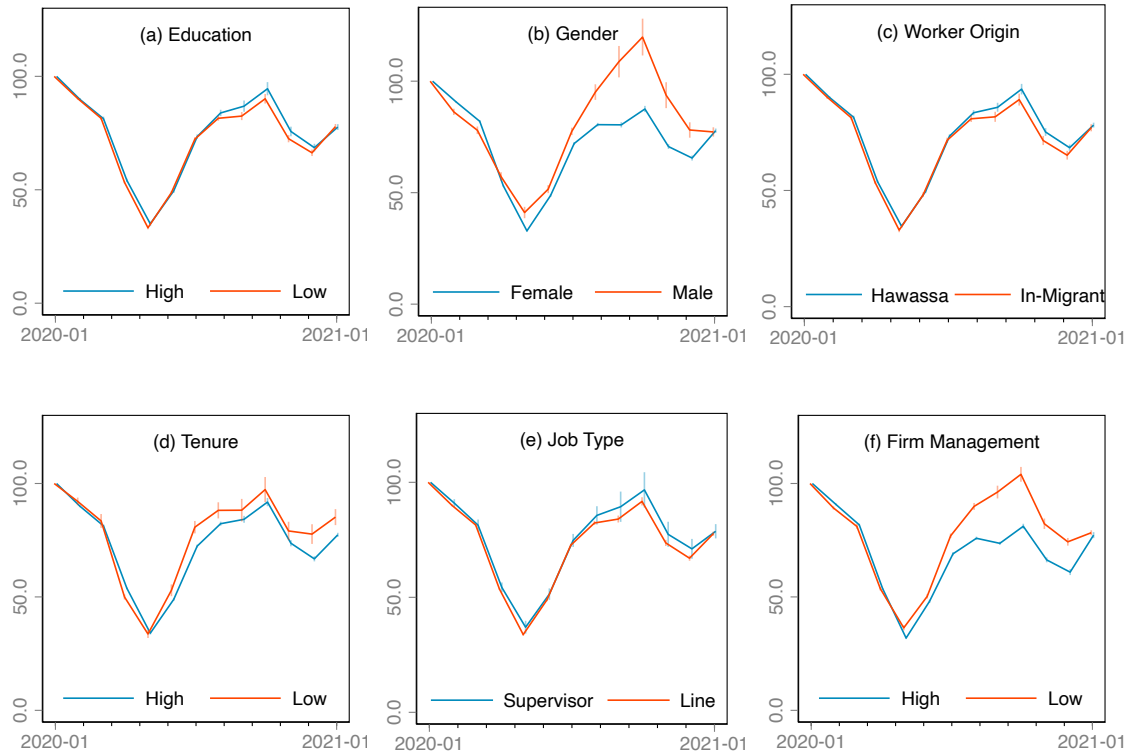 (a) Education
100.0
50.0
0.0
High Low
2020-01 2021-01
(b) Gender
100.0
50.0
0.0
Female Male
2020-01 2021-01
(c) Worker Origin
100.0
50.0
0.0
Hawassa In-Migrant
2020-01 2021-01
(d) Tenure
100.0
50.0
0.0
High Low
2020-01 2021-01
(e) Job Type
100.0
50.0
0.0
Supervisor Line
2020-01 2021-01
(f) Firm Management
100.0
50.0
0.0
High Low
2020-01 2021-01